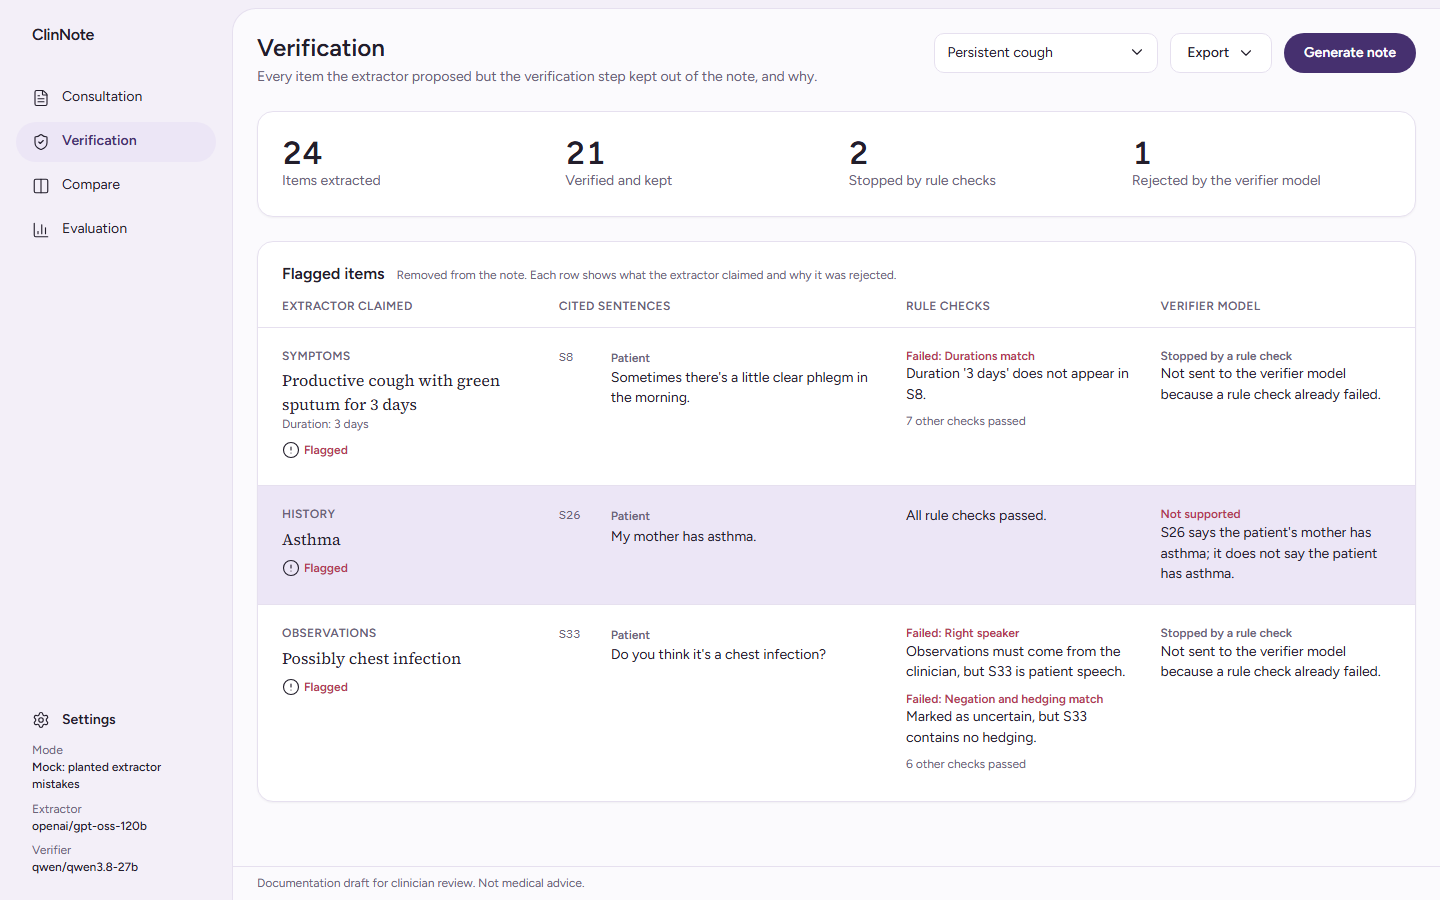 ClinNote
Consultation
Verification
Compare
Evaluation
Settings
Mode
Mock: planted extractor
mistakes
Extractor
openai/gpt-oss-120b
Verifier
qwen/qwen3.8-27b
Verification
Every item the extractor proposed but the verification step kept out of the note, and why.
Persistent cough
Export
Generate note
24
Items extracted
21
Verified and kept
2
Stopped by rule checks
1
Rejected by the verifier model
Flagged items Removed from the note. Each row shows what the extractor claimed and why it was rejected.
EXTRACTOR CLAIMED CITED SENTENCES RULE CHECKS VERIFIER MODEL
SYMPTOMS
Productive cough with green
sputum for 3 days
Duration: 3 days
Flagged
S8
Patient
Sometimes there's a little clear phlegm in
the morning.
Failed: Durations match
Duration '3 days' does not appear in
S8.
7 other checks passed
Stopped by a rule check
Not sent to the verifier model
because a rule check already failed.
HISTORY
Asthma
Flagged
S26
Patient
My mother has asthma.
All rule checks passed.
Not supported
S26 says the patient's mother has
asthma; it does not say the patient
has asthma.
OBSERVATIONS
Possibly chest infection
Flagged
S33
Patient
Do you think it's a chest infection?
Failed: Right speaker
Observations must come from the
clinician, but S33 is patient speech.
Failed: Negation and hedging match
Marked as uncertain, but S33
contains no hedging.
6 other checks passed
Stopped by a rule check
Not sent to the verifier model
because a rule check already failed.
Documentation draft for clinician review. Not medical advice.